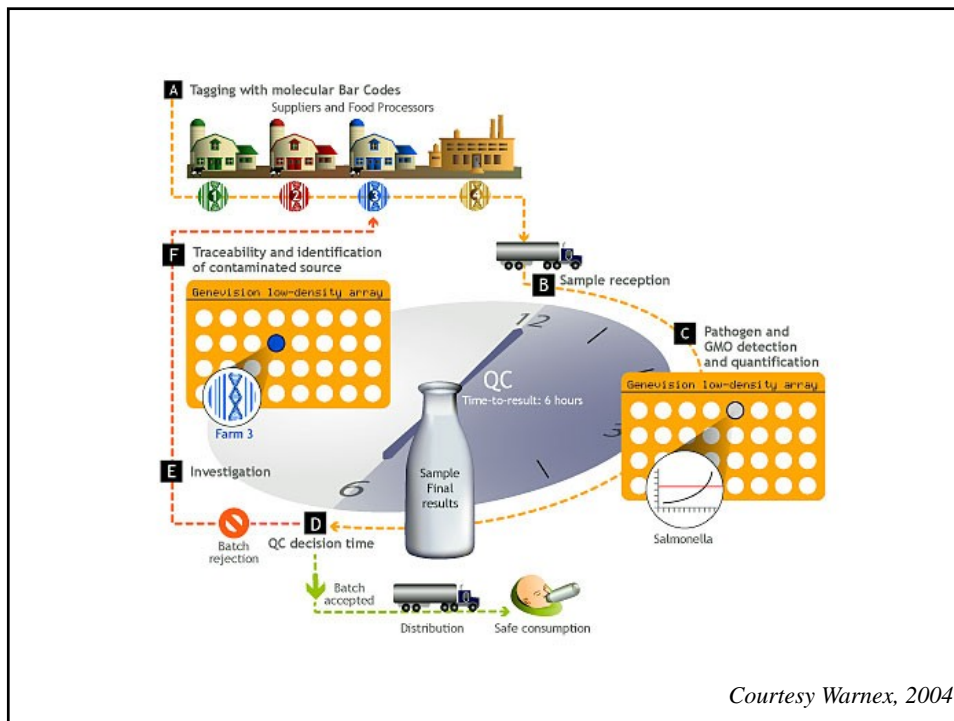 A Tagging with molecular Bar Codes
Suppliers and Food Processors
1 2 3 4
B Sample reception
F Traceability and identification
of contaminated source
Genevision low-density array
Farm 3
C Pathogen and
GMO detection
and quantification
Genevision low-density array
Salmonella
12
3
6
QC
Time-to-result: 6 hours
Sample
Final
results
E Investigation
D
QC decision time
Batch
rejection
Batch
accepted
Distribution
Safe consumption
Courtesy Warnex, 2004